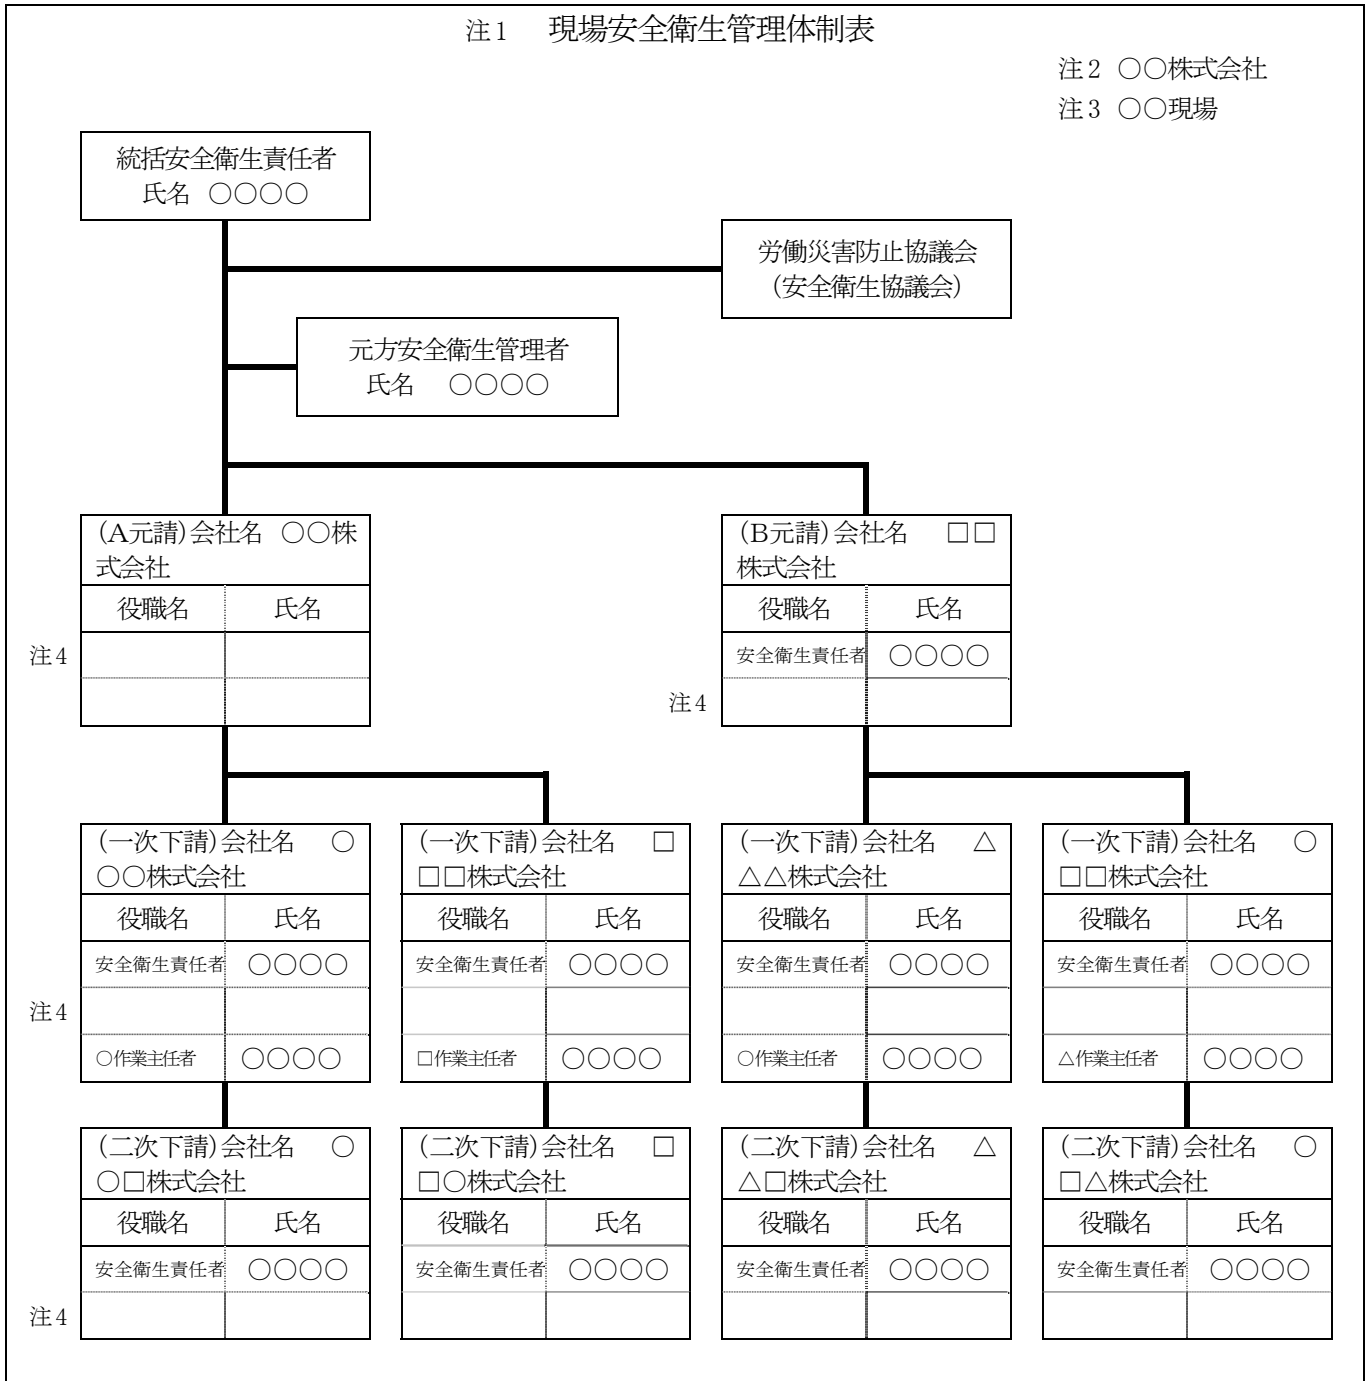 注1 現場安全衛生管理体制表
注2 ○○株式会社
注3 ○○現場
統括安全衛生責任者
氏名 ○○○○
労働災害防止協議会
(安全衛生協議会)
元方安全衛生管理者
氏名 ○○○○
(A元請)会社名 ○○株
式会社
役職名 氏名
注4
(B元請)会社名 □□
株式会社
役職名 氏名
安全衛生責任者 ○○○○
注4
(一次下請)会社名 ○
○○株式会社
役職名 氏名
安全衛生責任者 ○○○○
注4
○作業主任者 ○○○○
(一次下請)会社名 □
□□株式会社
役職名 氏名
安全衛生責任者 ○○○○
□作業主任者 ○○○○
(一次下請)会社名 △
△△株式会社
役職名 氏名
安全衛生責任者 ○○○○
○作業主任者 ○○○○
(一次下請)会社名 ○
□□株式会社
役職名 氏名
安全衛生責任者 ○○○○
△作業主任者 ○○○○
(二次下請)会社名 ○
○□株式会社
役職名 氏名
安全衛生責任者 ○○○○
注4
(二次下請)会社名 □
□○株式会社
役職名 氏名
安全衛生責任者 ○○○○
(二次下請)会社名 △
△□株式会社
役職名 氏名
安全衛生責任者 ○○○○
(二次下請)会社名 ○
□△株式会社
役職名 氏名
安全衛生責任者 ○○○○